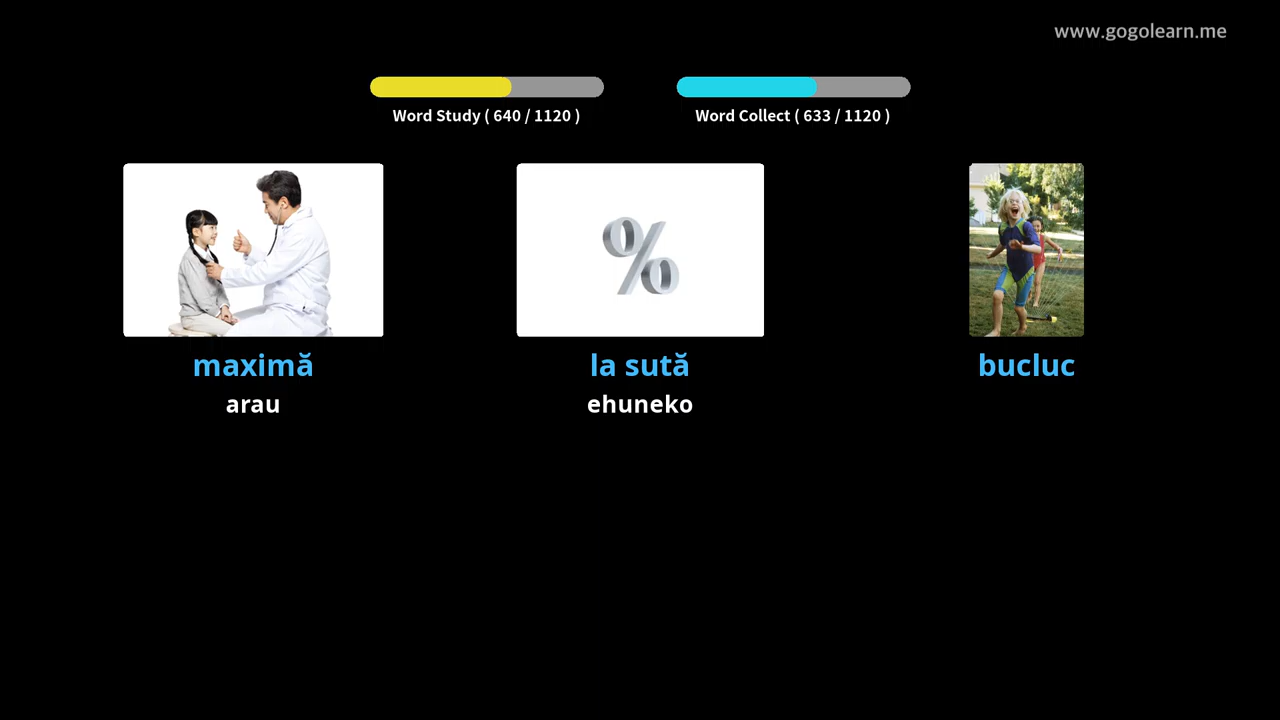 www.gogolearn.me
Word Study ( 640 / 1120 )
Word Collect ( 633 / 1120 )
maximă
arau
la sută
ehuneko
bucluc
%